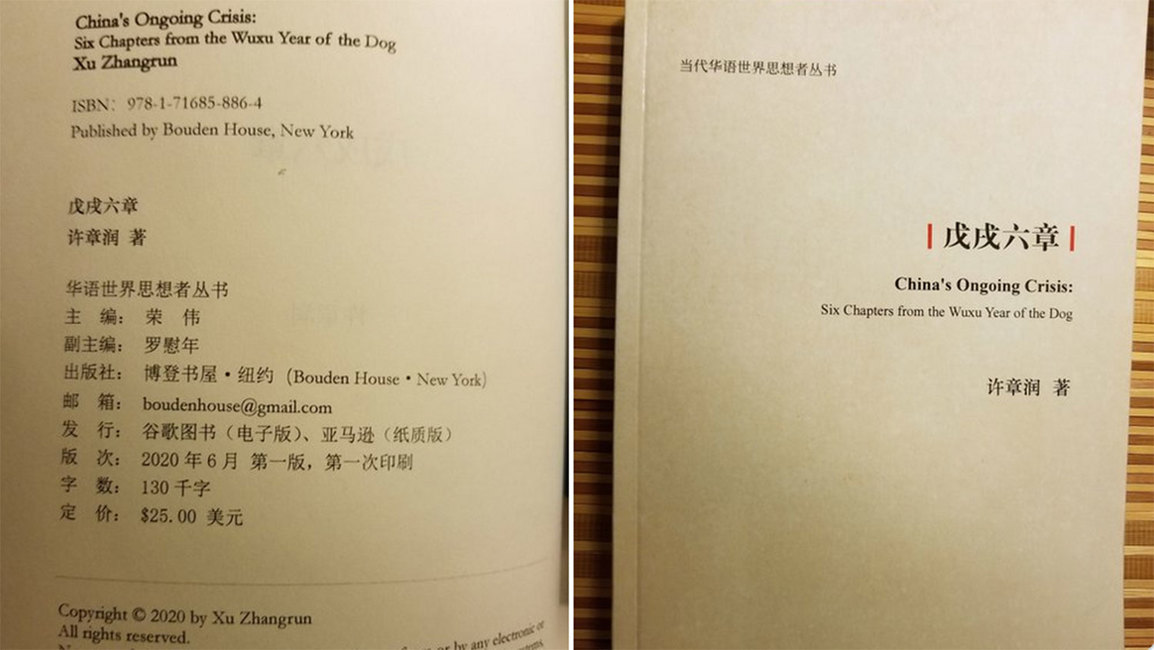 China's Ongoing Crisis:
Six Chapters from the Wuxu Year of the Dog
Xu Zhangrun
ISBN: 978-1-71685-886-4
Published by Bouden House, New York
戊戌六章
许章润 著
华语世界思想者丛书
主 编： 荣 伟
副主编： 罗慰年
出版社： 博登书屋·纽约 (Bouden House·New York)
邮 箱： boudenhouse@gmail.com
发 行： 谷歌图书（电子版）、亚马逊（纸质版）
版 次： 2020 年 6 月 第一版，第一次印刷
字 数： 130 千字
定 价： $25.00 美元
Copyright © 2020 by Xu Zhangrun
All rights reserved.
or by any electronic or
当代华语世界思想者丛书
戊戌六章
China's Ongoing Crisis:
Six Chapters from the Wuxu Year of the Dog
许章润 著